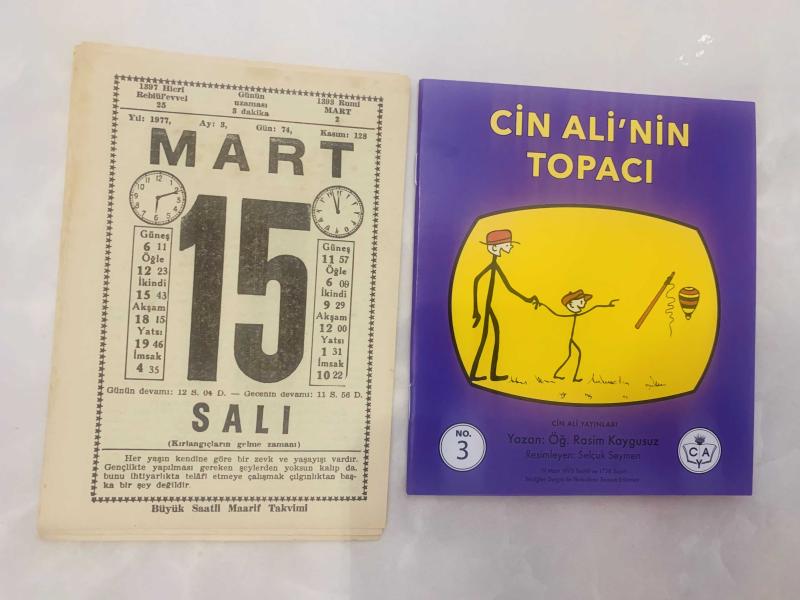 1397 Hicri
Rebiül'evvel
25
Günün
uzaması
3 dakika
1393 Rumi
MART
2
Yıl: 1977, Ay: 3, Gün: 74, Kasım: 128
MART
15
Güneş
6 11
Öğle
12 23
İkindi
15 43
Akşam
18 15
Yatsı
19 46
İmsak
4 35
Güneş
11 57
Öğle
6 09
İkindi
9 29
Akşam
12 00
Yatsı
1 31
İmsak
10 22
Günün devamı: 12 S. 04 D. — Gecenin devamı: 11 S. 56 D.
SALI
(Kırlangıçların gelme zamanı)
Her yaşın kendine göre bir zevk ve yaşayışı vardır.
Gençlikte yapılması gereken şeylerden yoksun kalıp da,
bunu ihtiyarlıkta telâfi etmeye çalışmak çılgınlıktan baş-
ka bir şey değildir.
Büyük Saatli Maarif Takvimi
CİN ALİ'NİN
TOPACI
CİN ALİ YAYINLARI
Yazan: Öğ. Rasim Kaygusuz
Resimleyen: Selçuk Seymen
NO.
3
C A Y